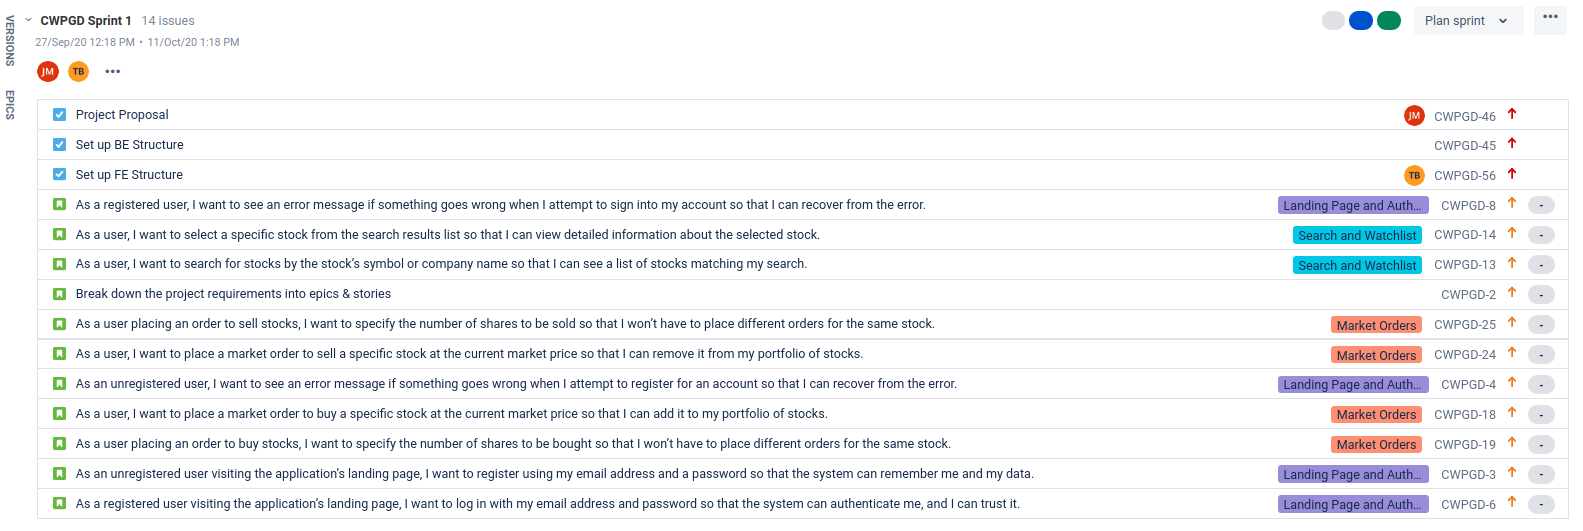 VERSIONS
EPICS
CWPGD Sprint 1 14 issues
Plan sprint
27/Sep/20 12:18 PM • 11/Oct/20 1:18 PM
JM TB
Project Proposal JM CWPGD-46
Set up BE Structure CWPGD-45
Set up FE Structure TB CWPGD-56
As a registered user, I want to see an error message if something goes wrong when I attempt to sign into my account so that I can recover from the error. Landing Page and Auth... CWPGD-8 -
As a user, I want to select a specific stock from the search results list so that I can view detailed information about the selected stock. Search and Watchlist CWPGD-14 -
As a user, I want to search for stocks by the stock’s symbol or company name so that I can see a list of stocks matching my search. Search and Watchlist CWPGD-13 -
Break down the project requirements into epics & stories CWPGD-2 -
As a user placing an order to sell stocks, I want to specify the number of shares to be sold so that I won’t have to place different orders for the same stock. Market Orders CWPGD-25 -
As a user, I want to place a market order to sell a specific stock at the current market price so that I can remove it from my portfolio of stocks. Market Orders CWPGD-24 -
As an unregistered user, I want to see an error message if something goes wrong when I attempt to register for an account so that I can recover from the error. Landing Page and Auth... CWPGD-4 -
As a user, I want to place a market order to buy a specific stock at the current market price so that I can add it to my portfolio of stocks. Market Orders CWPGD-18 -
As a user placing an order to buy stocks, I want to specify the number of shares to be bought so that I won’t have to place different orders for the same stock. Market Orders CWPGD-19 -
As an unregistered user visiting the application’s landing page, I want to register using my email address and a password so that the system can remember me and my data. Landing Page and Auth... CWPGD-3 -
As a registered user visiting the application’s landing page, I want to log in with my email address and password so that the system can authenticate me, and I can trust it. Landing Page and Auth... CWPGD-6 -